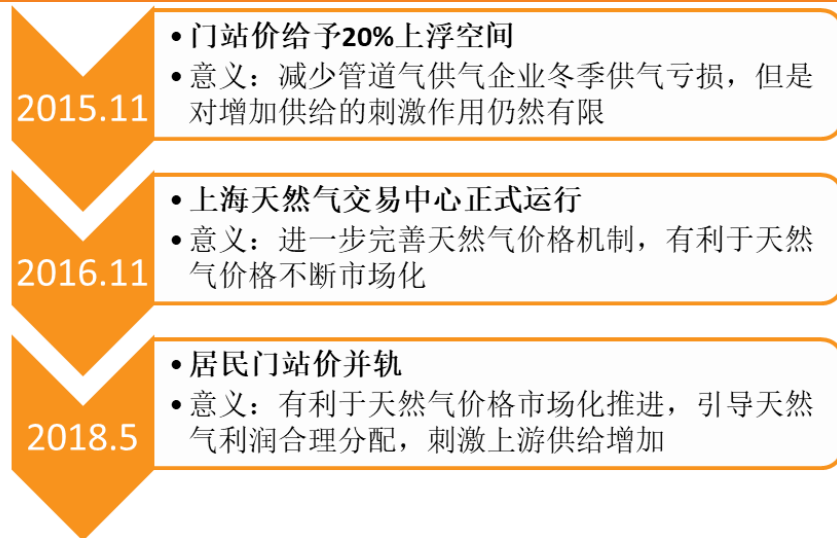 2015.11
• 门站价给予20%上浮空间
• 意义：减少管道气供气企业冬季供气亏损，但是
对增加供给的刺激作用仍然有限
2016.11
• 上海天然气交易中心正式运行
• 意义：进一步完善天然气价格机制，有利于天然
气价格不断市场化
2018.5
• 居民门站价并轨
• 意义：有利于天然气价格市场化推进，引导天然
气利润合理分配，刺激上游供给增加